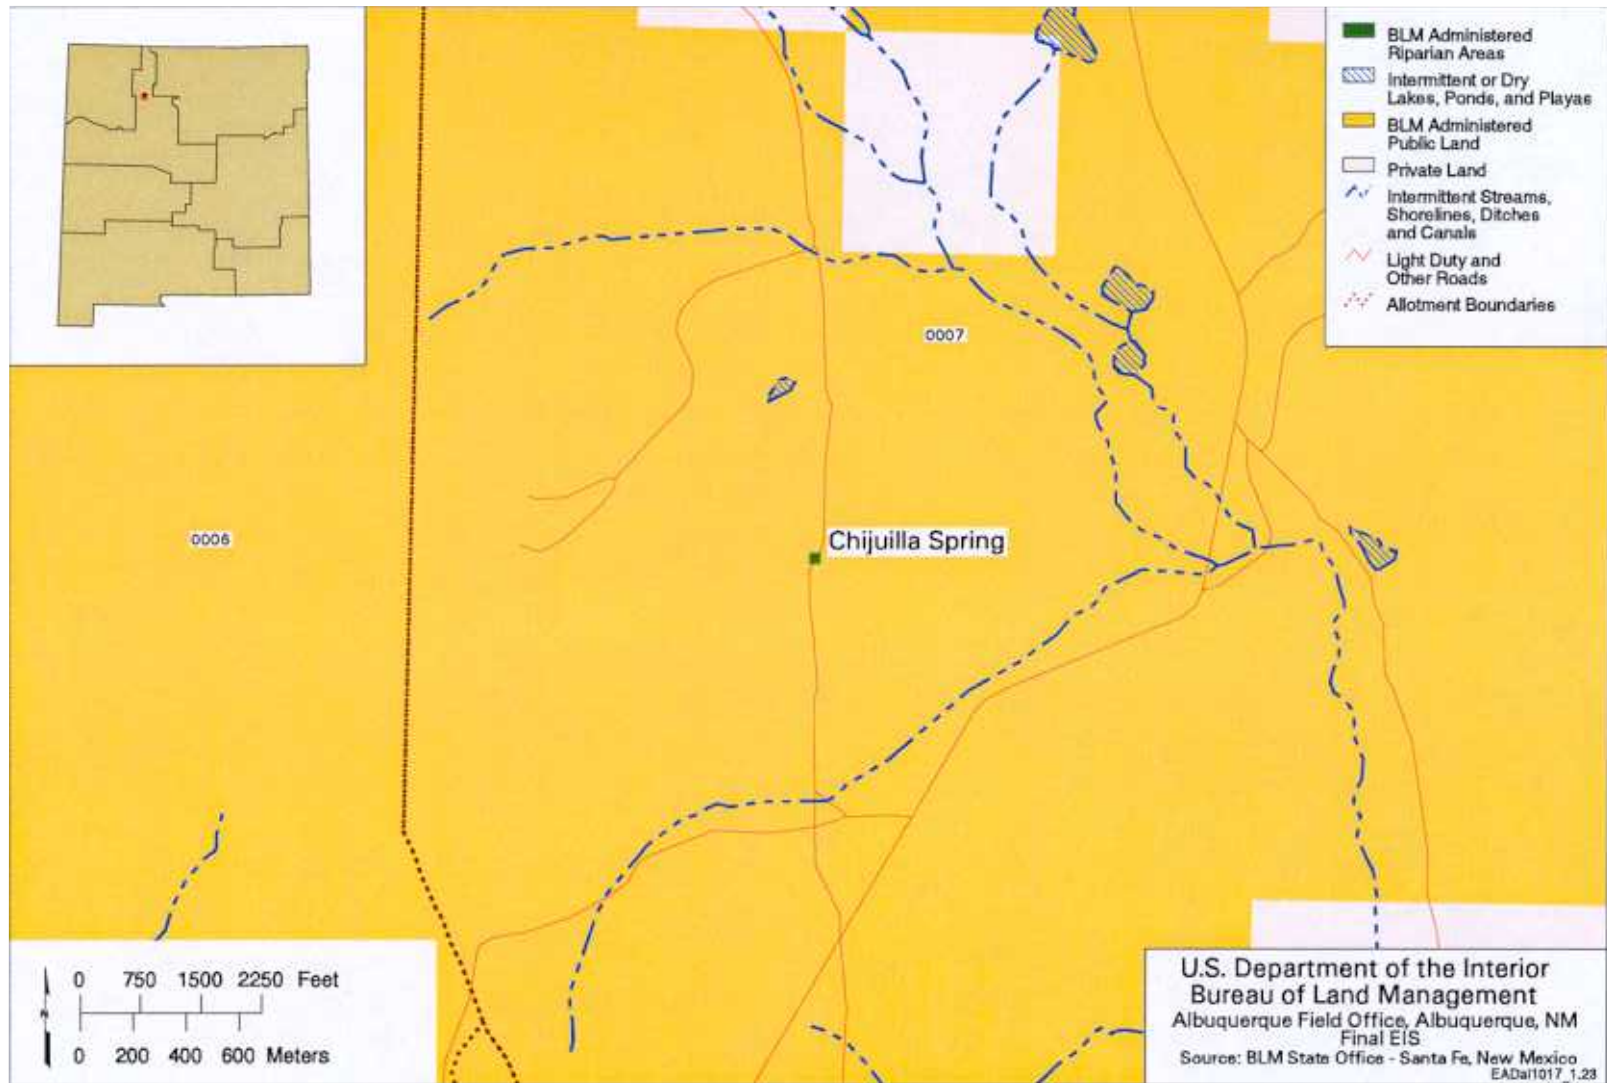 BLM Administered
Riparian Areas
Intermittent or Dry
Lakes, Ponds, and Playas
BLM Administered
Public Land
Private Land
Intermittent Streams,
Shorelines, Ditches
and Canals
Light Duty and
Other Roads
Allotment Boundaries
0007
0006
Chijuilla Spring
0 750 1500 2250 Feet
N
0 200 400 600 Meters
U.S. Department of the Interior
Bureau of Land Management
Albuquerque Field Office, Albuquerque, NM
Final EIS
Source: BLM State Office - Santa Fe, New Mexico
EADal1017_1.23